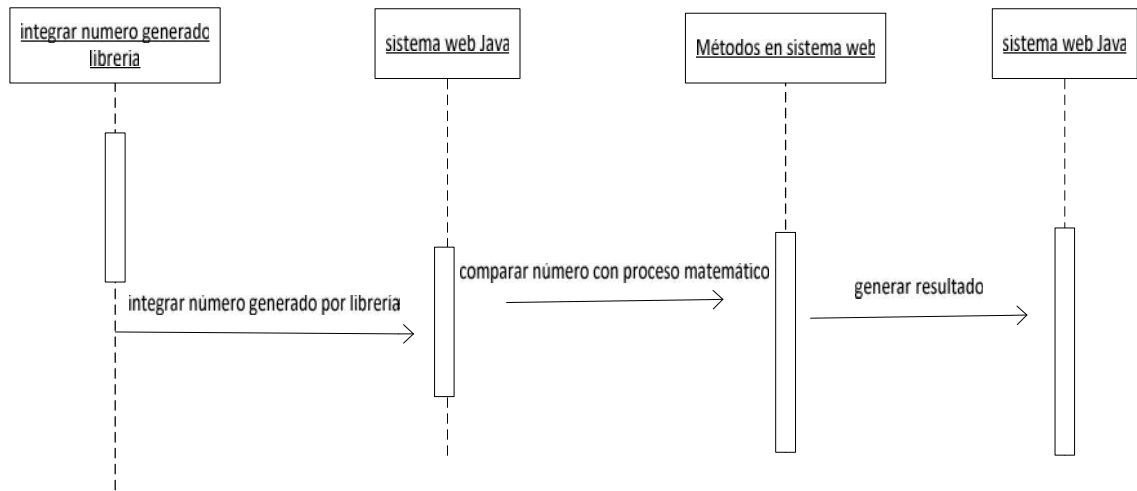 integrar numero generado
libreria
sistema web Java
Métodos en sistema web
sistema web Java
comparar número con proceso matemático
generar resultado
integrar número generado por libreria